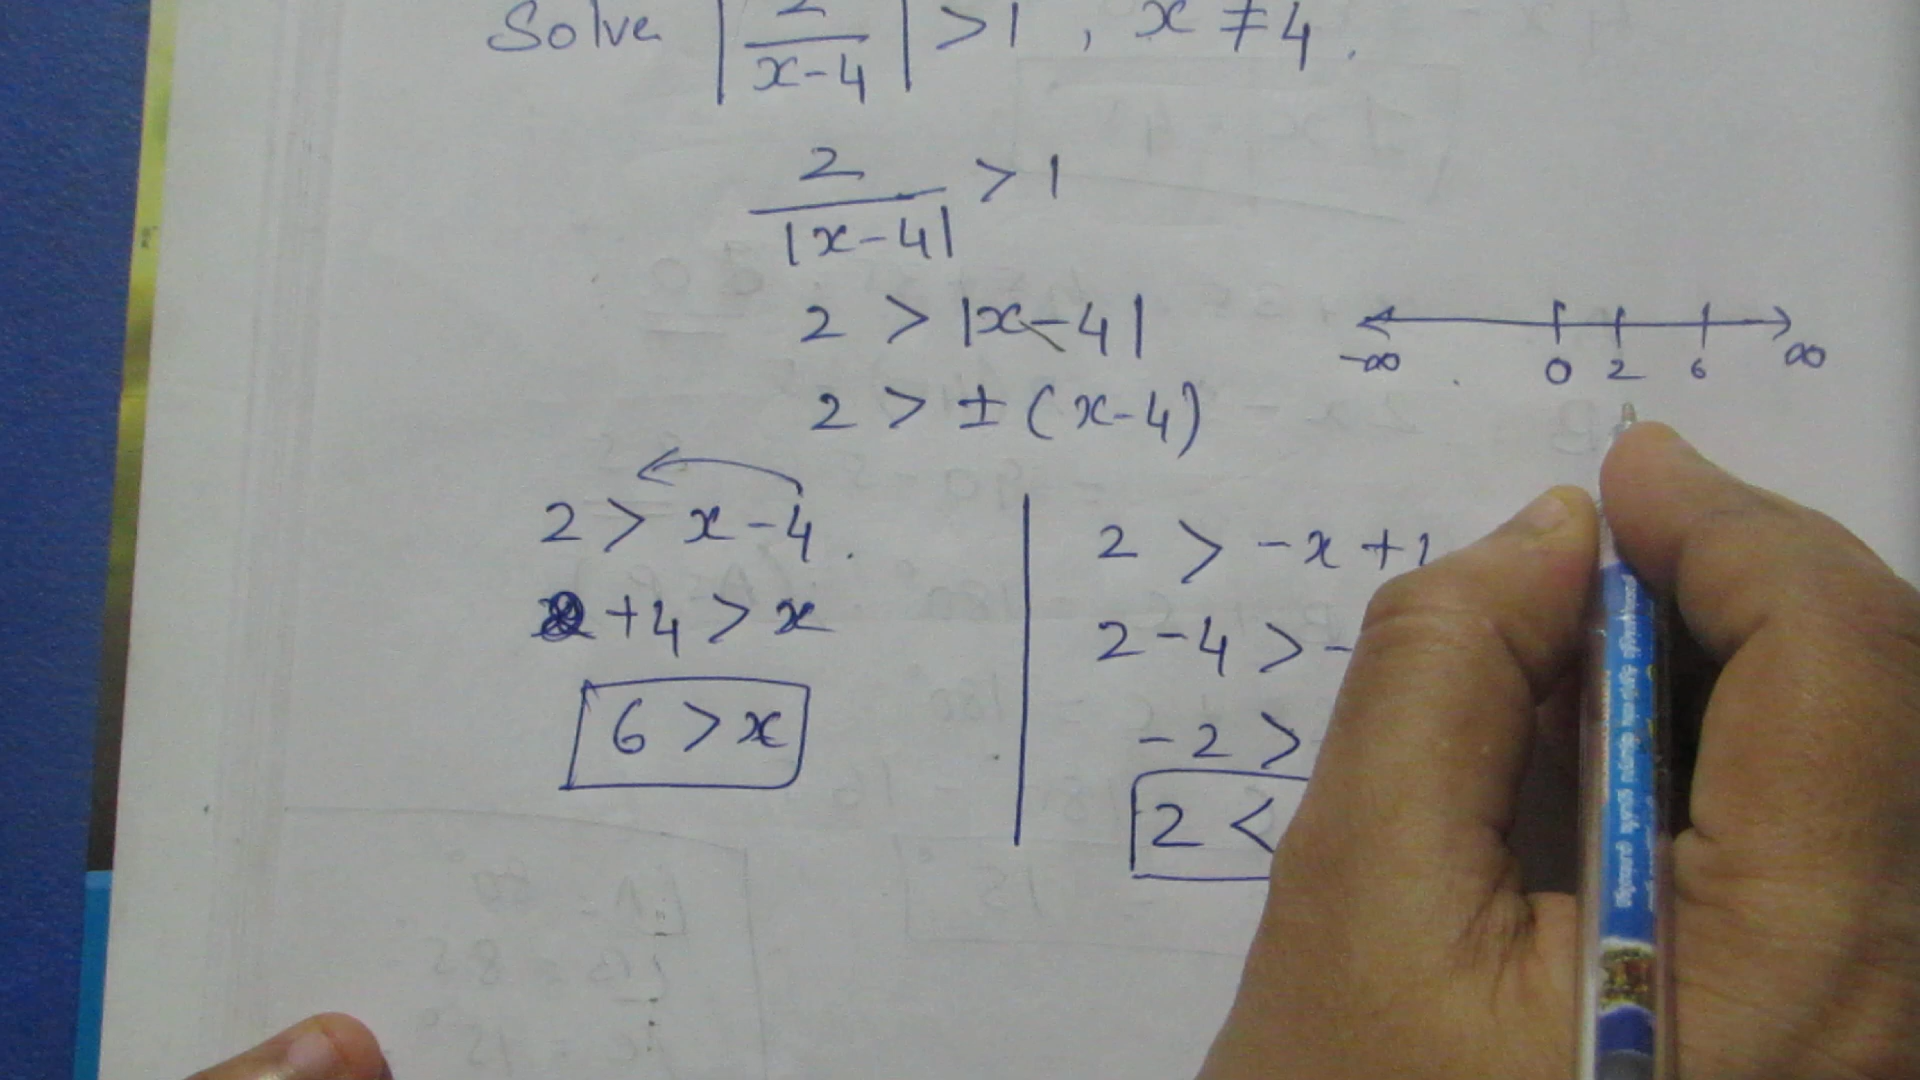 Solve |2/(x-4)| > 1 , x ≠ 4 .
2/|x-4| > 1
2 > |x-4|
2 > ± (x-4)
-∞ 0 2 6 ∞
2 > x-4 .
+4 > x
6 > x
2 > -x +
2-4 > -
-2 >
2 <